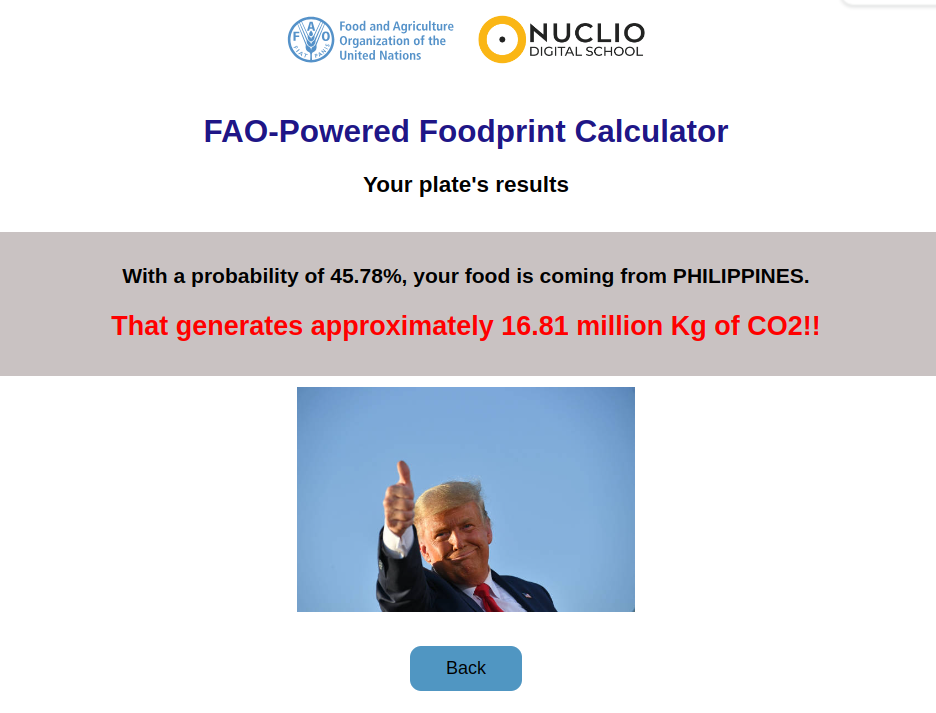 FAO
FIAT PANIS
Food and Agriculture
Organization of the
United Nations
NUCLIO
DIGITAL SCHOOL
FAO-Powered Foodprint Calculator
Your plate's results
With a probability of 45.78%, your food is coming from PHILIPPINES.
That generates approximately 16.81 million Kg of CO2!!
Back